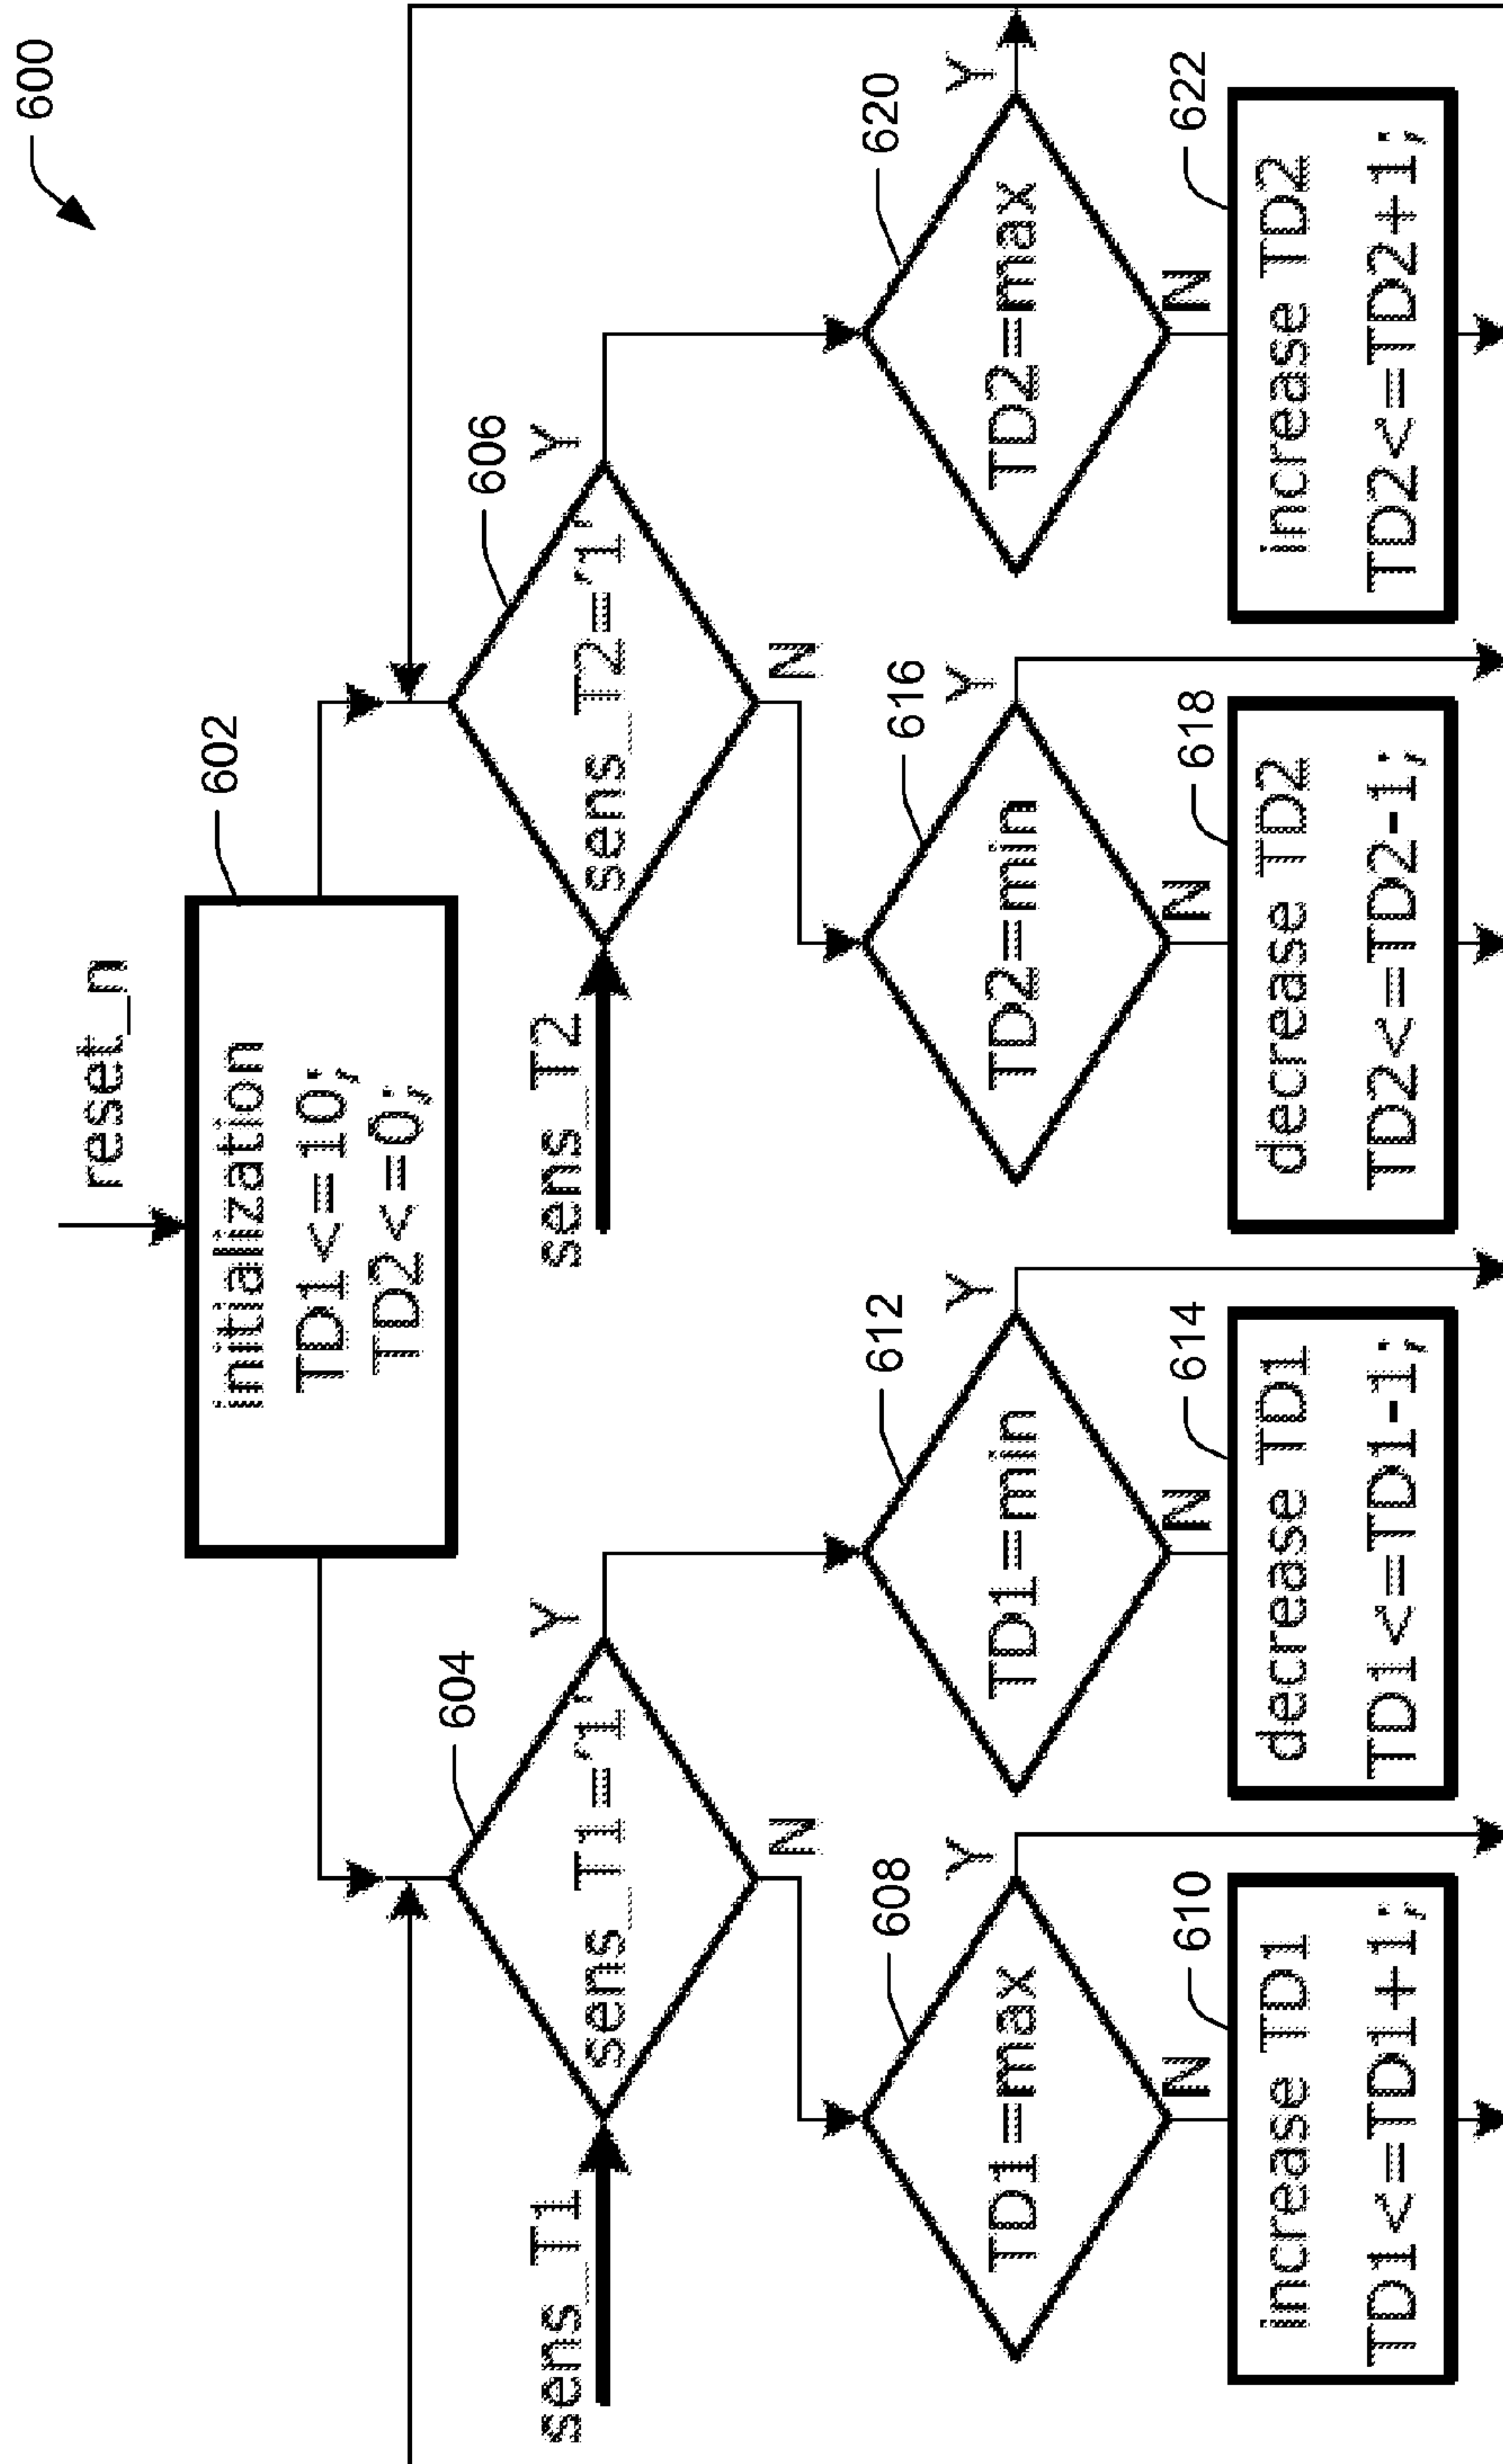 600
reset_n
602
initialization
TD1<=10;
TD2<=0;
604
606
sens_T1
sens_T1='1'
Y
N
sens_T2
sens_T2='1'
Y
N
608
TD1=max
Y
N
612
TD1=min
Y
N
616
TD2=min
Y
N
620
TD2=max
Y
N
610
increase TD1
TD1<=TD1+1;
614
decrease TD1
TD1<=TD1-1;
618
decrease TD2
TD2<=TD2-1;
622
increase TD2
TD2<=TD2+1;